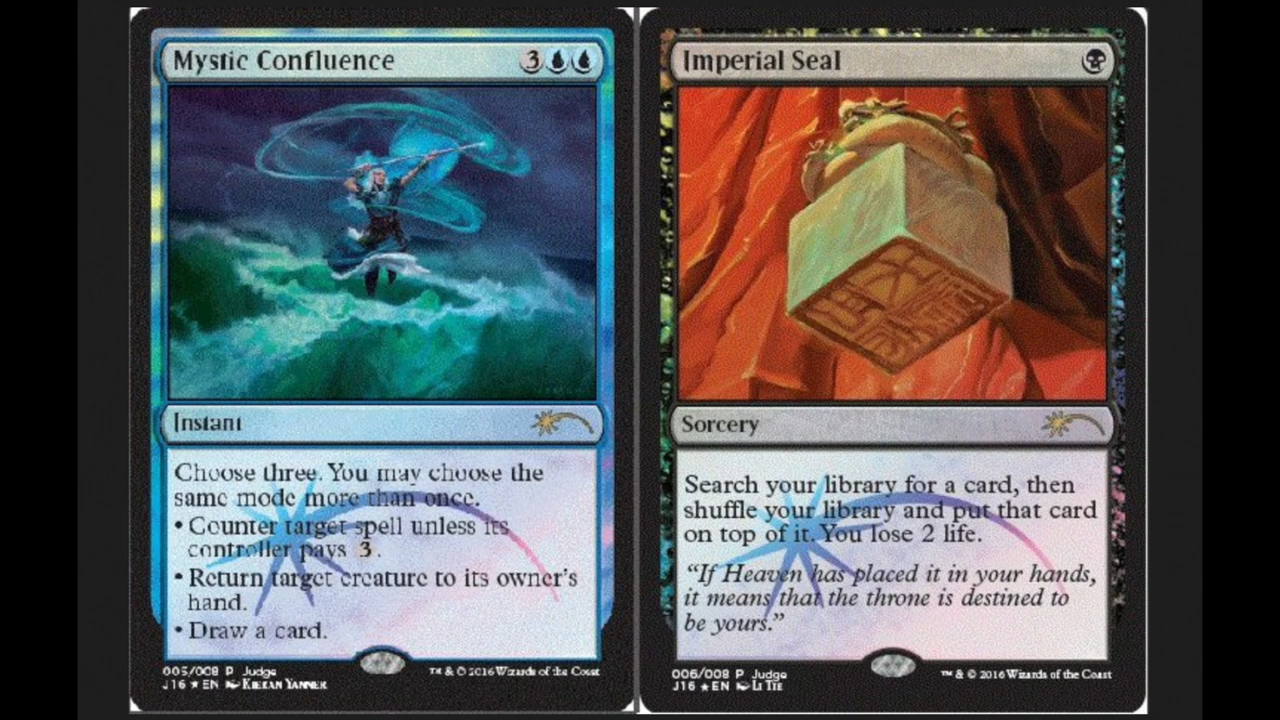 Mystic Confluence 3
Instant
Choose three. You may choose the
same mode more than once.
• Counter target spell unless its
controller pays 3.
• Return target creature to its owner's
hand.
• Draw a card.
005/008 P Judge
J16 ★ EN KIERAN YANNER
™ & © 2016 Wizards of the Coast
Imperial Seal
Sorcery
Search your library for a card, then
shuffle your library and put that card
on top of it. You lose 2 life.
“If Heaven has placed it in your hands,
it means that the throne is destined to
be yours.”
006/008 P Judge
J16 ★ EN LI TIE
™ & © 2016 Wizards of the Coast